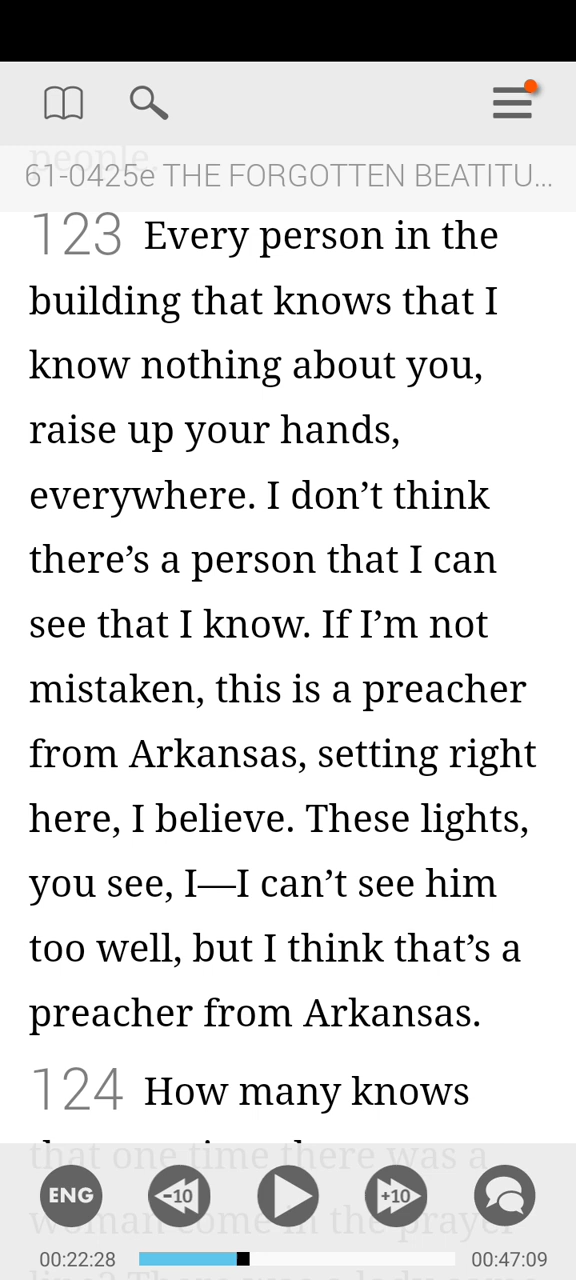 people.
61-0425e THE FORGOTTEN BEATITU...
123 Every person in the
building that knows that I
know nothing about you,
raise up your hands,
everywhere. I don’t think
there’s a person that I can
see that I know. If I’m not
mistaken, this is a preacher
from Arkansas, setting right
here, I believe. These lights,
you see, I—I can’t see him
too well, but I think that’s a
preacher from Arkansas.
124 How many knows
that one time there was a
woman come in the prayer
ENG
-10
+10
00:22:28
00:47:09